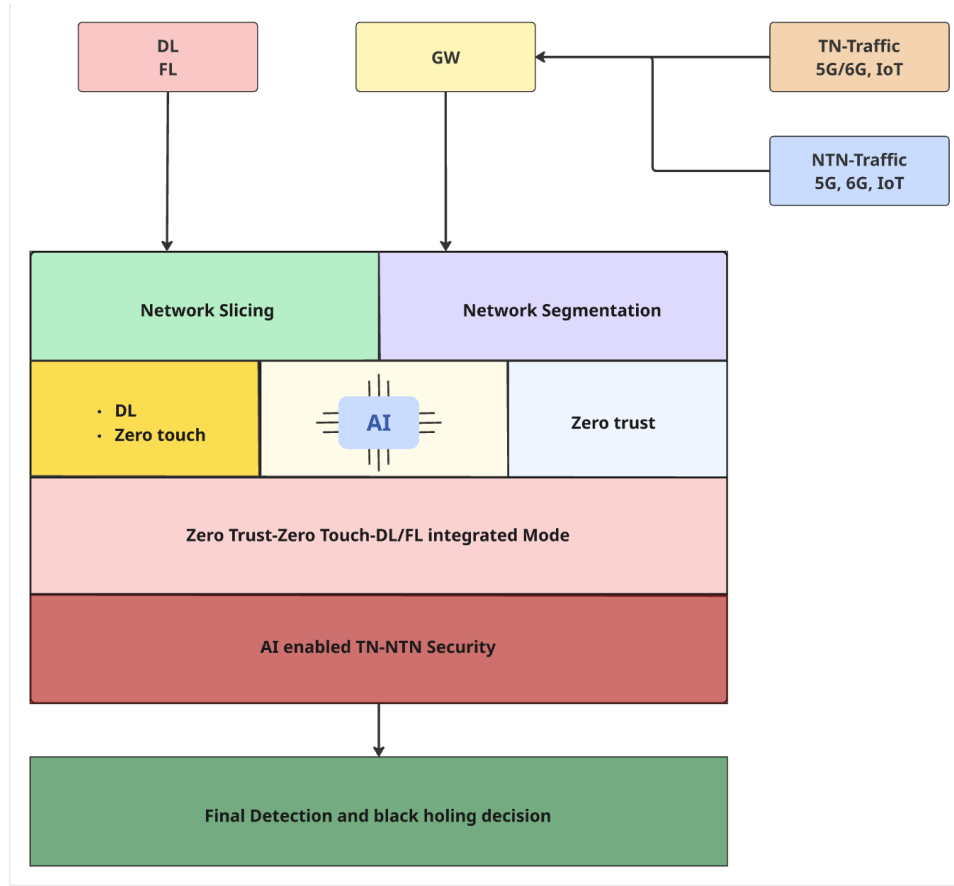 DL
FL
GW
TN-Traffic
5G/6G, IoT
NTN-Traffic
5G, 6G, IoT
Network Slicing
Network Segmentation
· DL
· Zero touch
AI
Zero trust
Zero Trust-Zero Touch-DL/FL integrated Mode
AI enabled TN-NTN Security
Final Detection and black holing decision